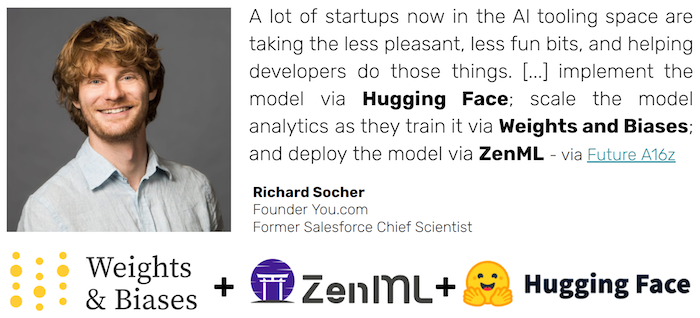 A lot of startups now in the AI tooling space are
taking the less pleasant, less fun bits, and helping
developers do those things. [...] implement the
model via Hugging Face; scale the model
analytics as they train it via Weights and Biases;
and deploy the model via ZenML - via Future A16z
Richard Socher
Founder You.com
Former Salesforce Chief Scientist
Weights
& Biases + ZenML + Hugging Face